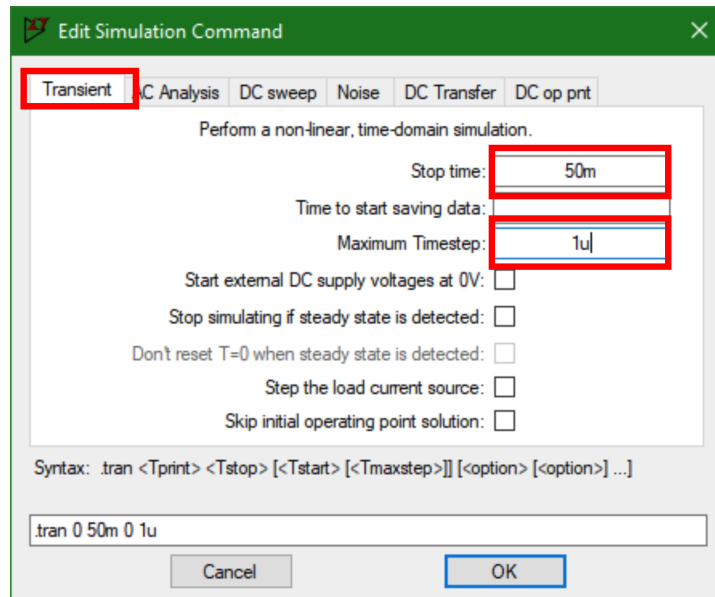 Edit Simulation Command
Transient AC Analysis DC sweep Noise DC Transfer DC op pnt
Perform a non-linear, time-domain simulation.
Stop time: 50m
Time to start saving data:
Maximum Timestep: 1u
Start external DC supply voltages at 0V:
Stop simulating if steady state is detected:
Don't reset T=0 when steady state is detected:
Step the load current source:
Skip initial operating point solution:
Syntax: .tran <Tprint> <Tstop> [<Tstart> [<Tmaxstep>]] [<option> [<option>] ...]
.tran 0 50m 0 1u
Cancel OK